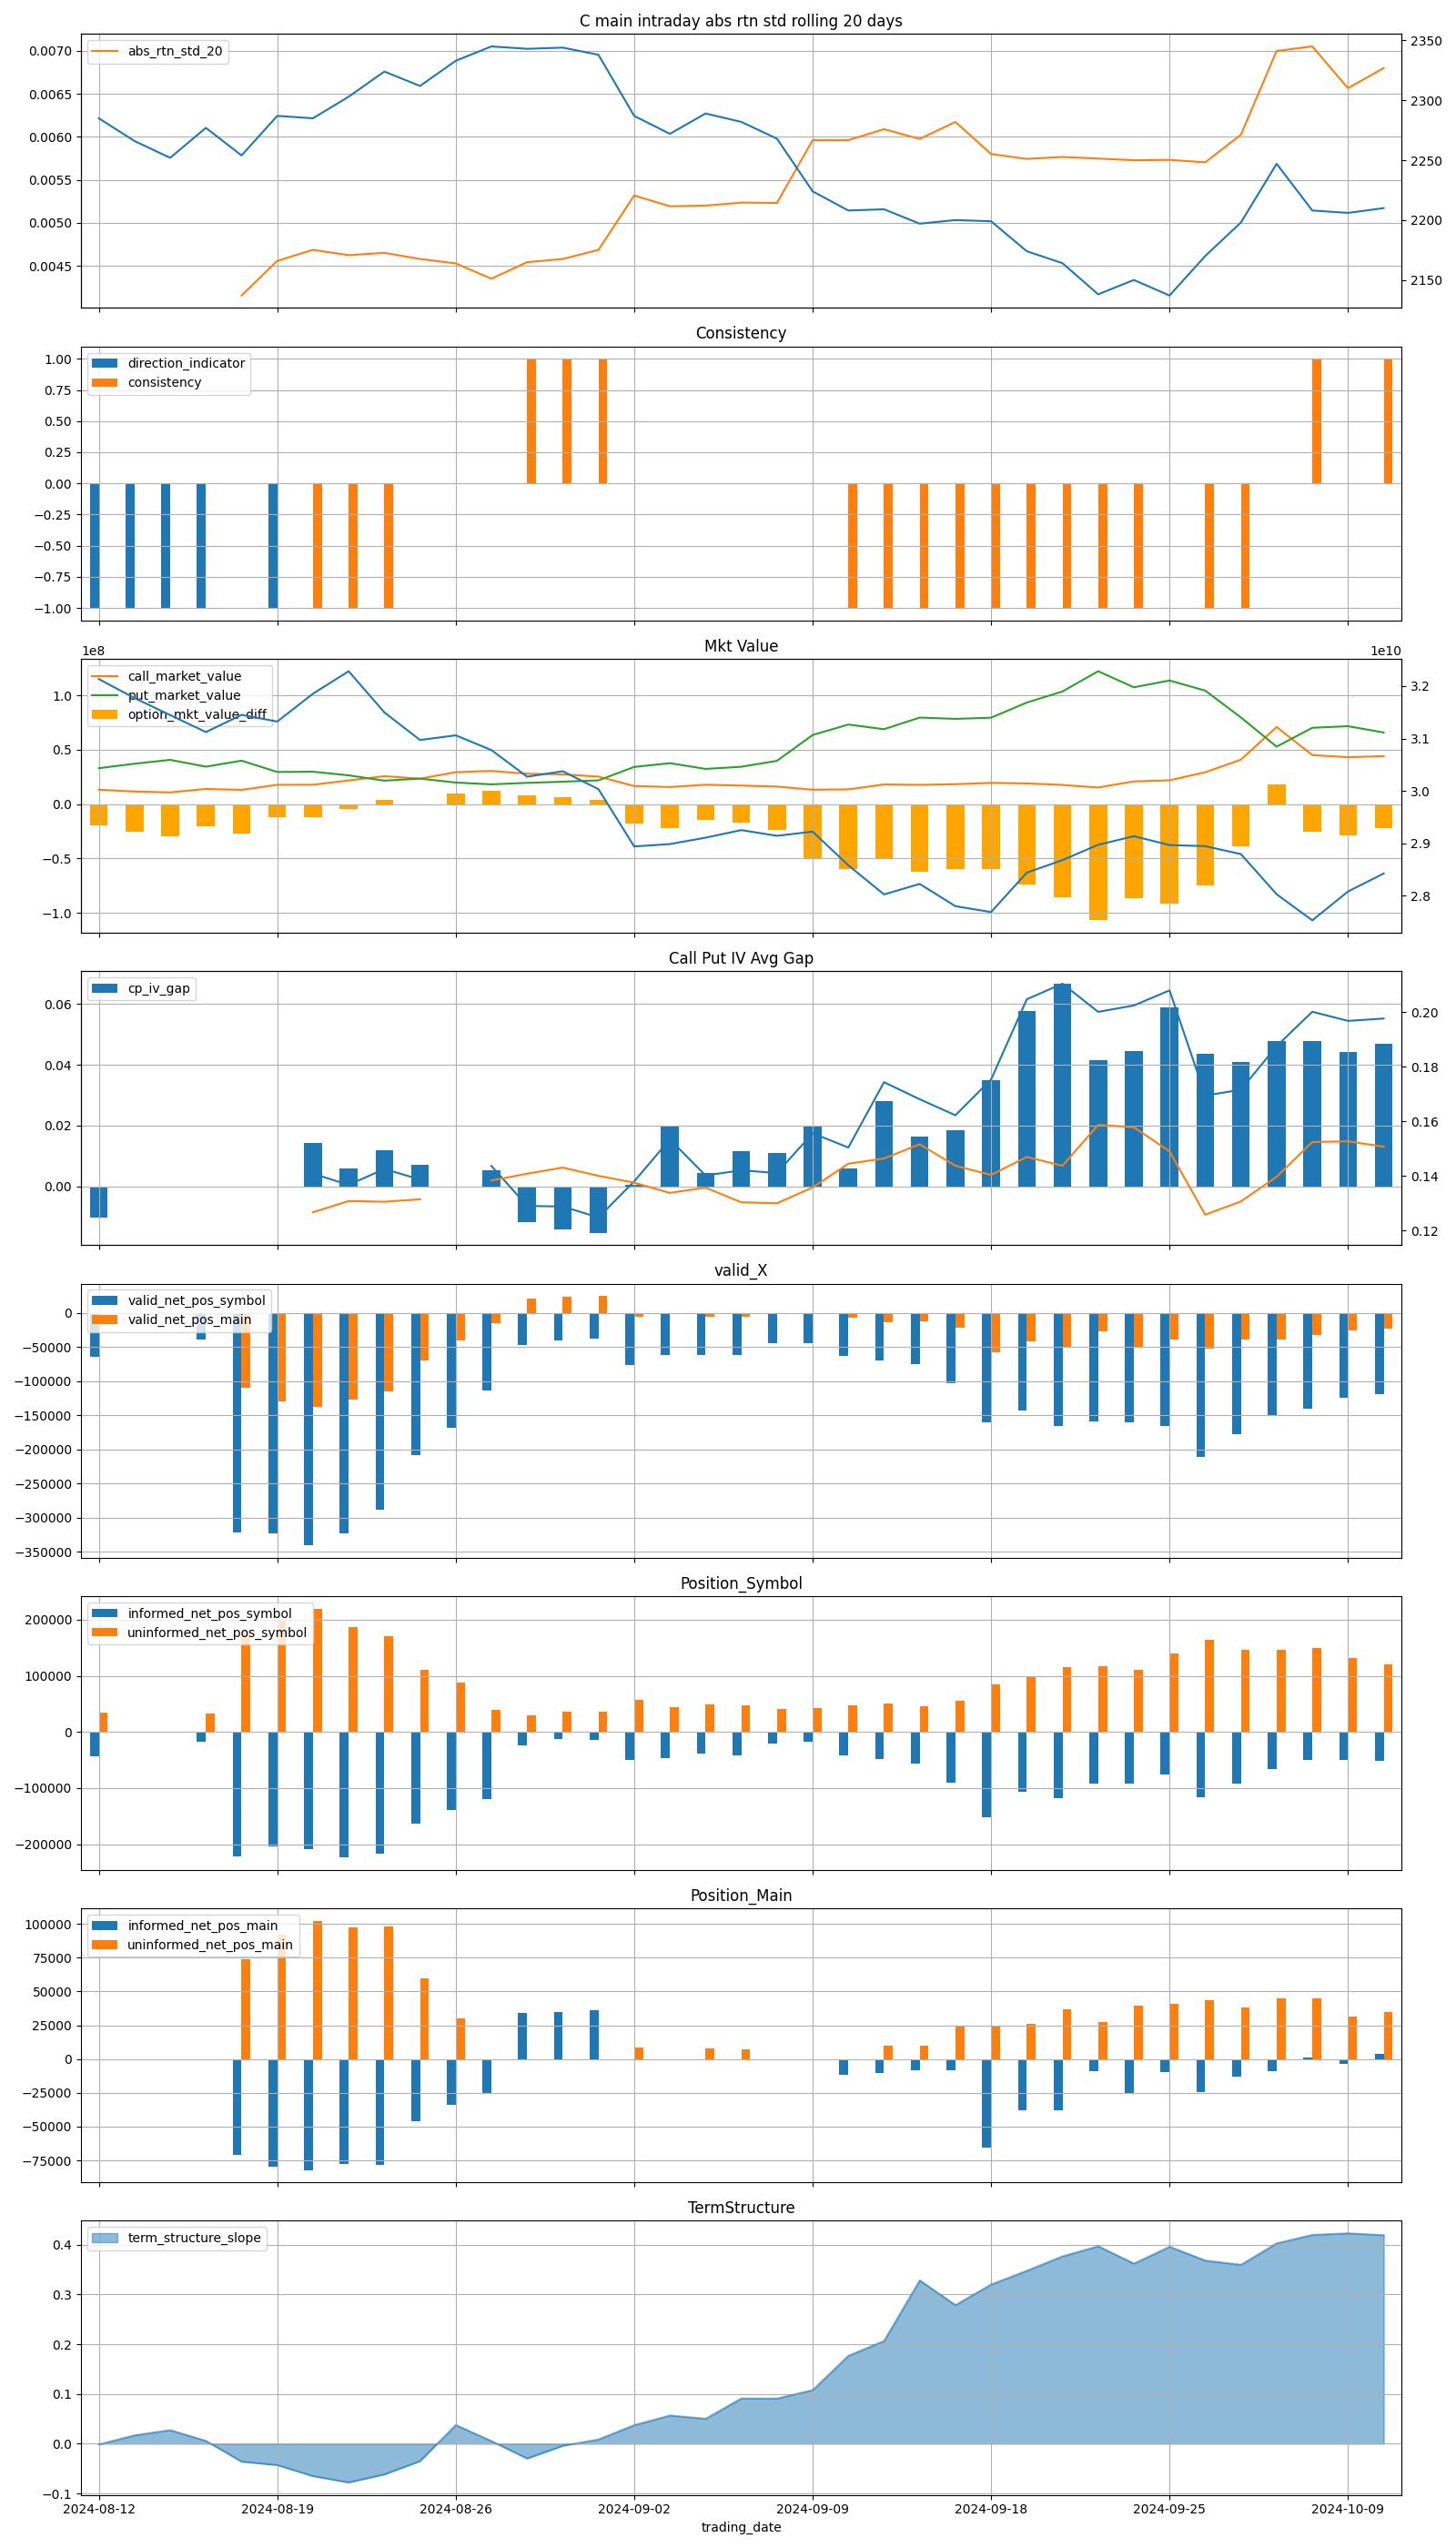 C main intraday abs rtn std rolling 20 days
abs_rtn_std_20
0.0070
0.0065
0.0060
0.0055
0.0050
0.0045
2350
2300
2250
2200
2150
Consistency
direction_indicator
consistency
1.00
0.75
0.50
0.25
0.00
−0.25
−0.50
−0.75
−1.00
Mkt Value
1e8
1e10
call_market_value
put_market_value
option_mkt_value_diff
1.0
0.5
0.0
−0.5
−1.0
3.2
3.1
3.0
2.9
2.8
Call Put IV Avg Gap
cp_iv_gap
0.06
0.04
0.02
0.00
0.20
0.18
0.16
0.14
0.12
valid_X
valid_net_pos_symbol
valid_net_pos_main
0
−50000
−100000
−150000
−200000
−250000
−300000
−350000
Position_Symbol
informed_net_pos_symbol
uninformed_net_pos_symbol
200000
100000
0
−100000
−200000
Position_Main
informed_net_pos_main
uninformed_net_pos_main
100000
75000
50000
25000
0
−25000
−50000
−75000
TermStructure
term_structure_slope
0.4
0.3
0.2
0.1
0.0
−0.1
2024-08-12 2024-08-19 2024-08-26 2024-09-02 2024-09-09 2024-09-18 2024-09-25 2024-10-09
trading_date